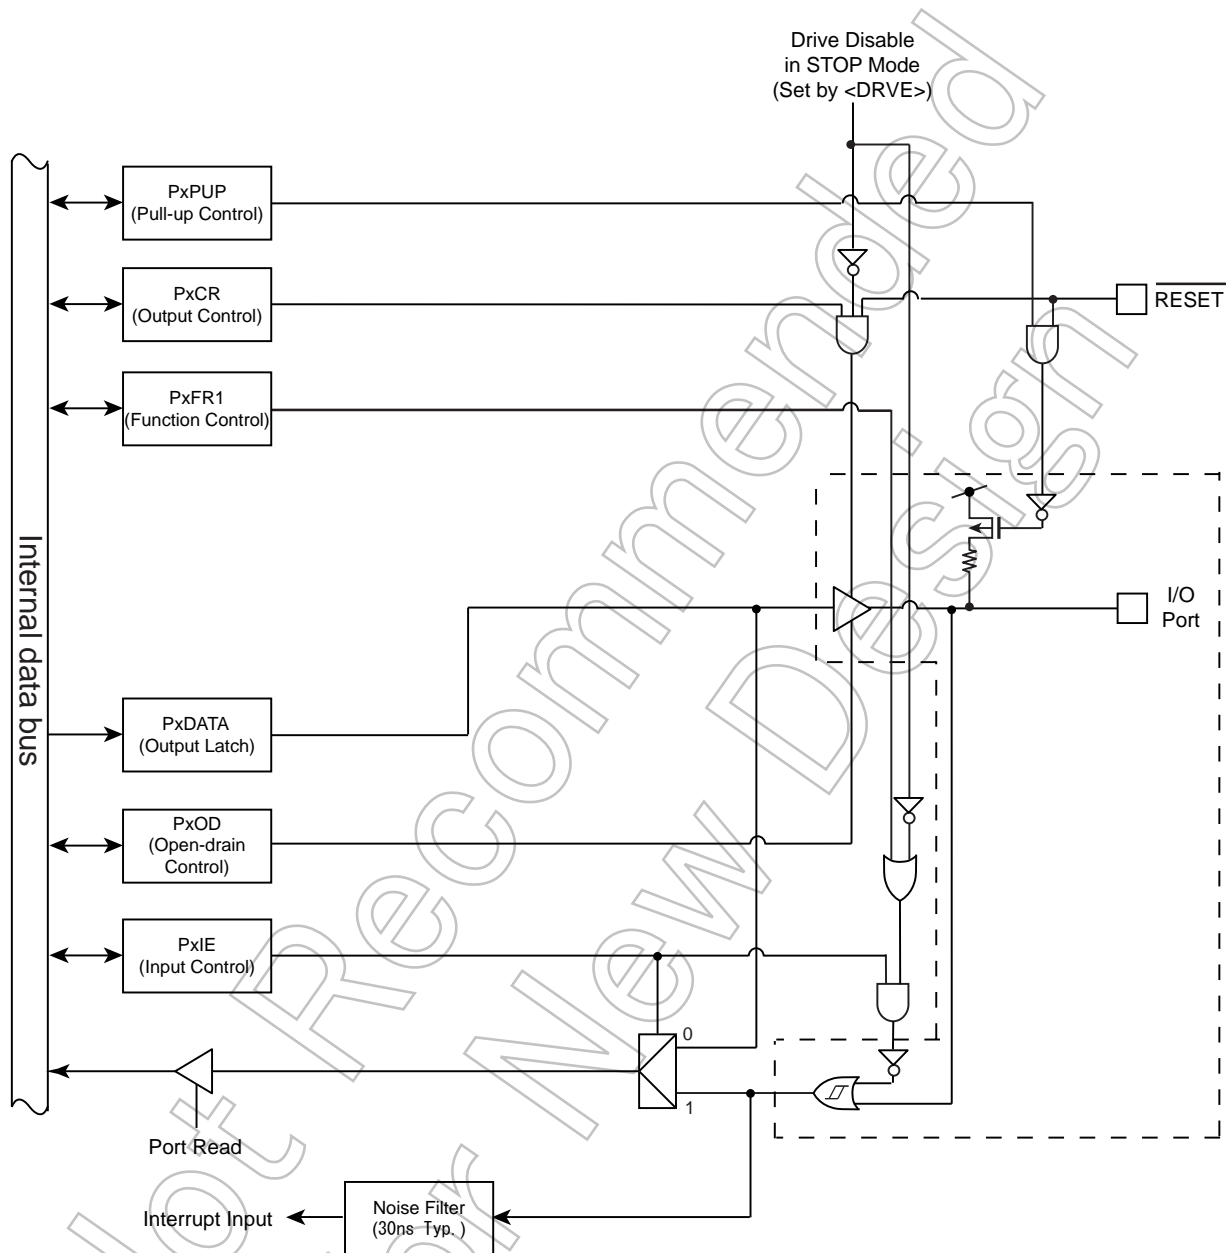 Drive Disable
in STOP Mode
(Set by <DRVE>)
PxPUP
(Pull-up Control)
PxCR
(Output Control)
RESET
PxFR1
(Function Control)
Internal data bus
I/O
Port
PxDATA
(Output Latch)
PxOD
(Open-drain
Control)
PxIE
(Input Control)
0
1
Port Read
Interrupt Input
Noise Filter
(30ns Typ.)
Not Recommended
for New Design